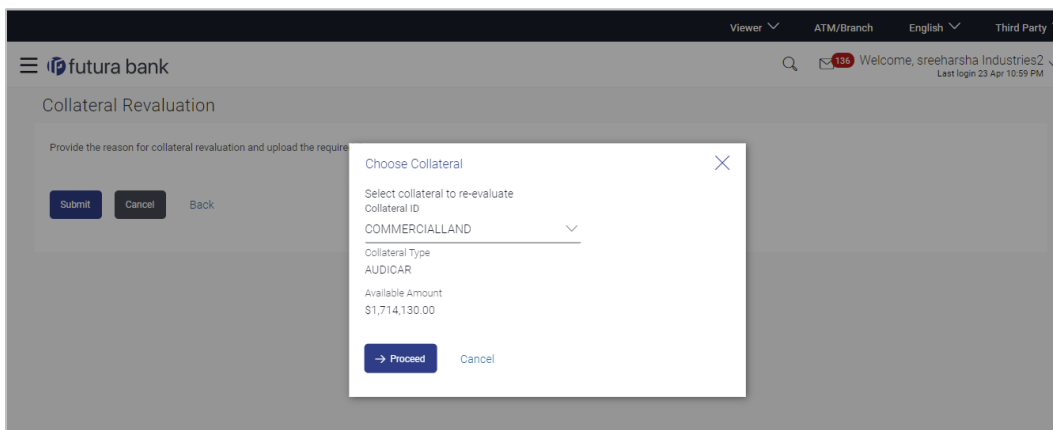 Viewer ATM/Branch English Third Party
futura bank 136 Welcome, sreeharsha Industries2
Last login 23 Apr 10:59 PM
Collateral Revaluation
Provide the reason for collateral revaluation and upload the require
Submit Cancel Back
Choose Collateral
Select collateral to re-evaluate
Collateral ID
COMMERCIALLAND
Collateral Type
AUDICAR
Available Amount
$1,714,130.00
Proceed Cancel